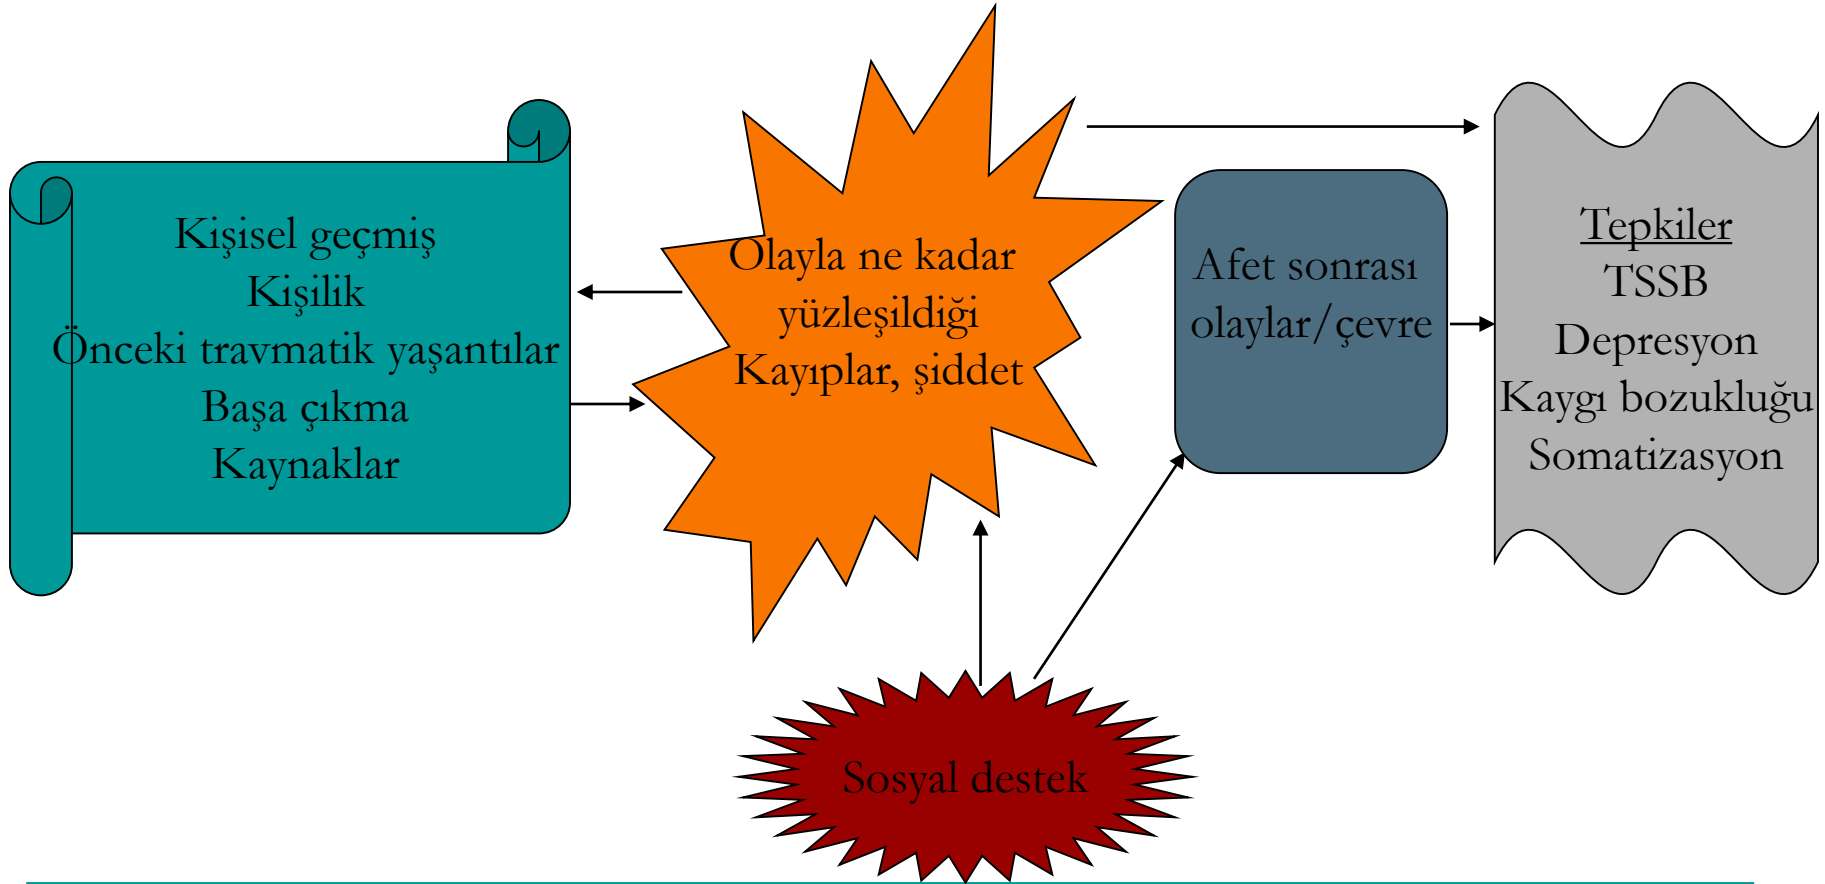 Kişisel geçmiş
Kişilik
Önceki travmatik yaşantılar
Başa çıkma
Kaynaklar
Olayla ne kadar
yüzleşildiği
Kayıplar, şiddet
Afet sonrası
olaylar/çevre
Tepkiler
TSSB
Depresyon
Kaygı bozukluğu
Somatizasyon
Sosyal destek